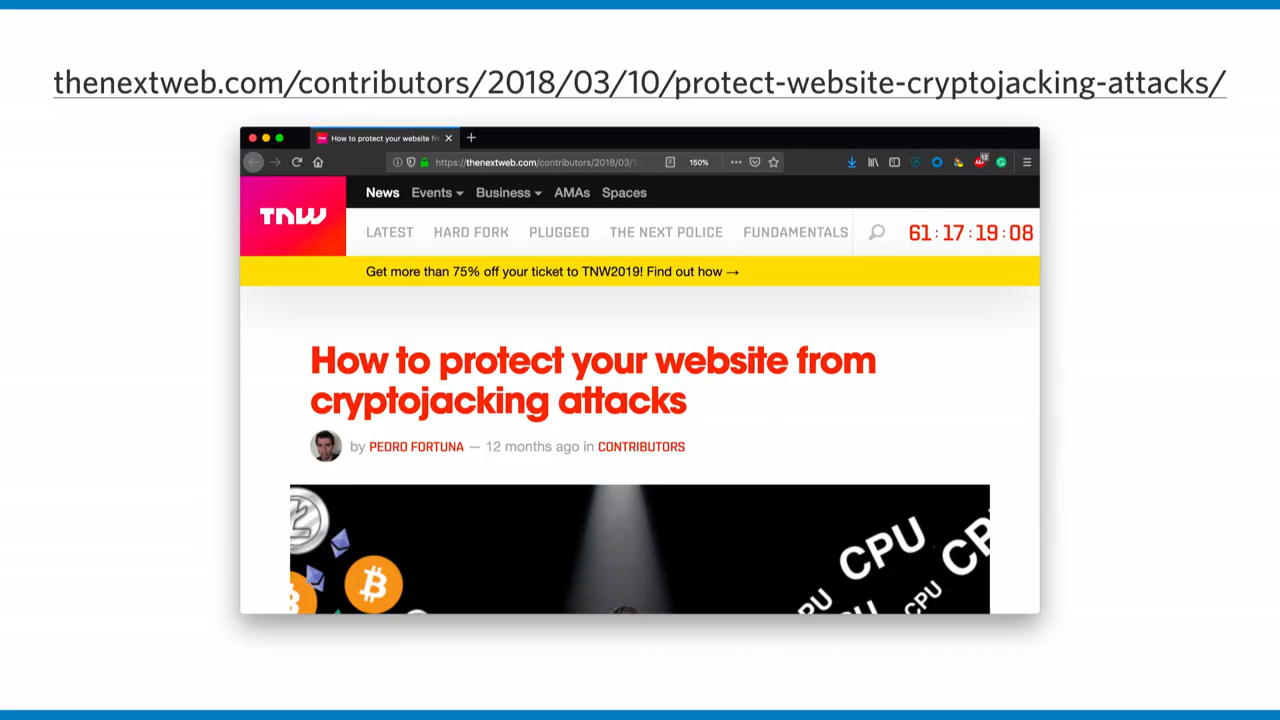 thenextweb.com/contributors/2018/03/10/protect-website-cryptojacking-attacks/
How to protect your website fr
https://thenextweb.com/contributors/2018/03/1
150%
12
TNW
News Events Business AMAs Spaces
LATEST HARD FORK PLUGGED THE NEXT POLICE FUNDAMENTALS
61:17:19:08
Get more than 75% off your ticket to TNW2019! Find out how →
How to protect your website from
cryptojacking attacks
by PEDRO FORTUNA — 12 months ago in CONTRIBUTORS
CPU
CPU
CPU
CPU